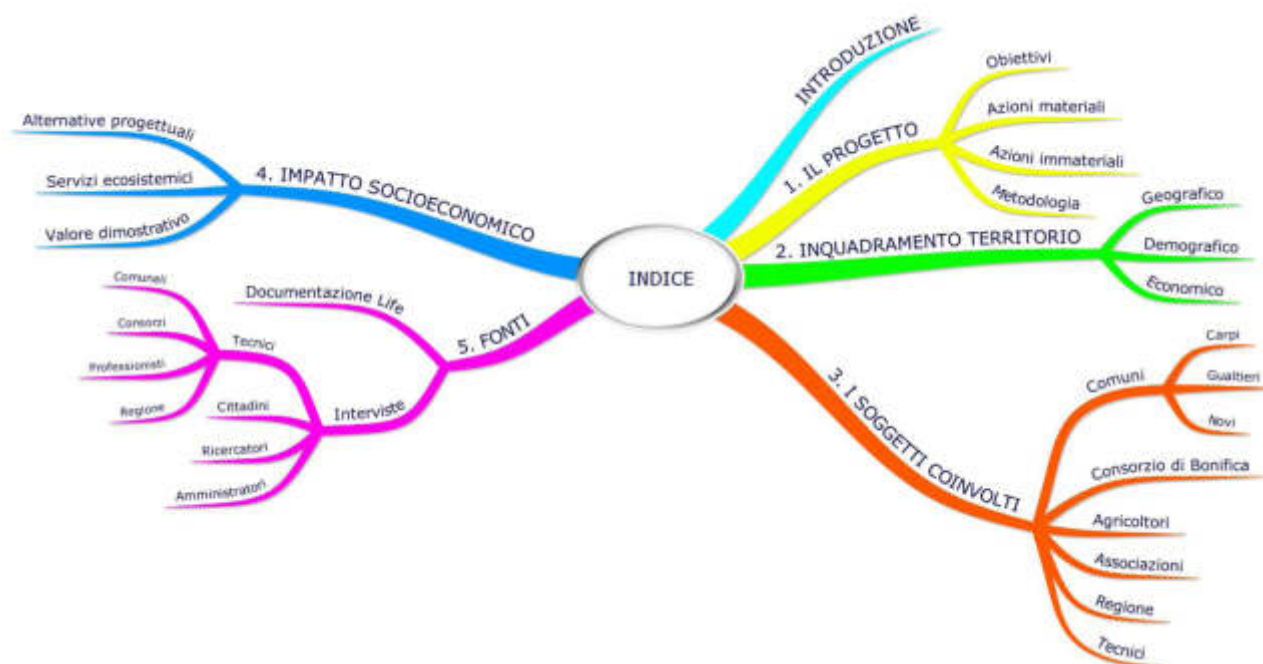 INDICE
INTRODUZIONE
1. IL PROGETTO
Obiettivi
Azioni materiali
Azioni immateriali
Metodologia
2. INQUADRAMENTO TERRITORIO
Geografico
Demografico
Economico
3. I SOGGETTI COINVOLTI
Comuni
Carpi
Gualtieri
Novi
Consorzio di Bonifica
Agricoltori
Associazioni
Regione
Tecnici
4. IMPATTO SOCIOECONOMICO
Alternative progettuali
Servizi ecosistemici
Valore dimostrativo
5. FONTI
Documentazione Life
Interviste
Tecnici
Comunali
Consorzi
Professionisti
Regione
Cittadini
Ricercatori
Amministratori